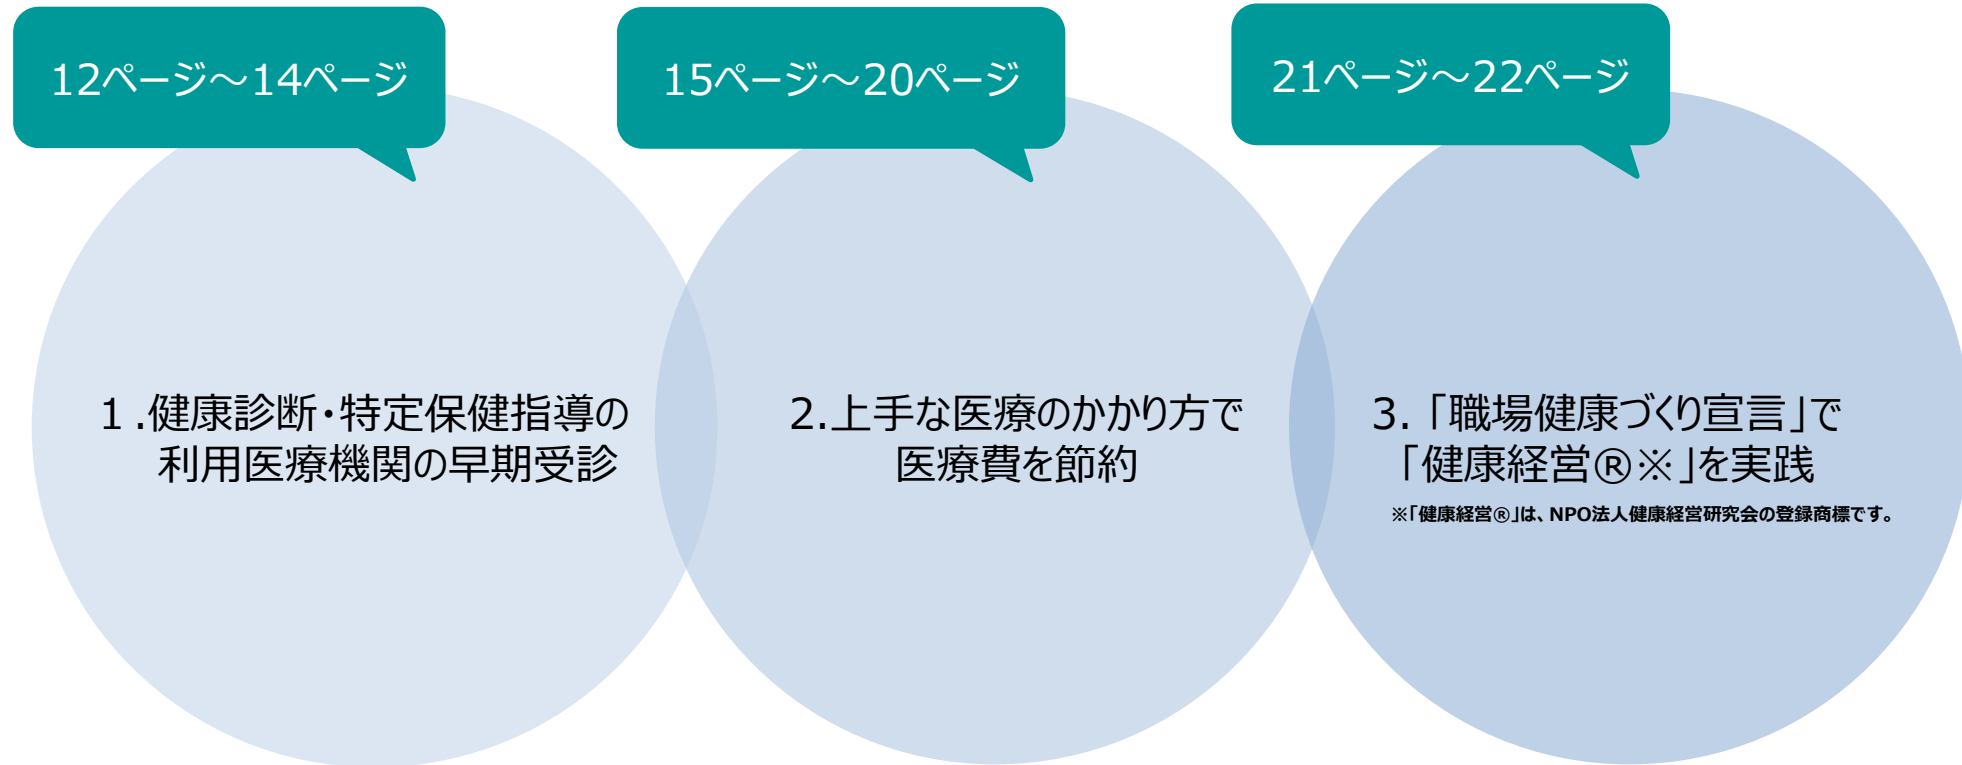 12ページ～14ページ
15ページ～20ページ
21ページ～22ページ
１.健康診断・特定保健指導の
利用医療機関の早期受診
2.上手な医療のかかり方で
医療費を節約
3.「職場健康づくり宣言」で
「健康経営®※」を実践
※「健康経営®」は、NPO法人健康経営研究会の登録商標です。